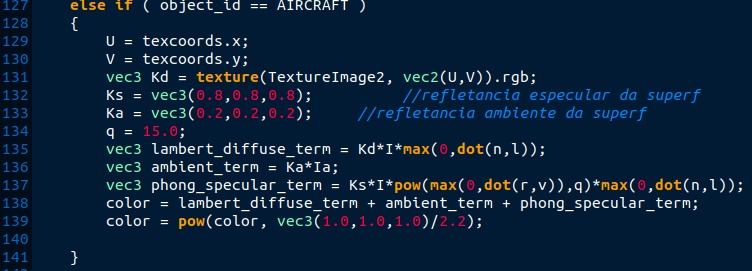 127 else if ( object_id == AIRCRAFT )
128 {
129 U = texcoords.x;
130 V = texcoords.y;
131 vec3 Kd = texture(TextureImage2, vec2(U,V)).rgb;
132 Ks = vec3(0.8,0.8,0.8); //refletancia especular da superf
133 Ka = vec3(0.2,0.2,0.2); //refletancia ambiente da superf
134 q = 15.0;
135 vec3 lambert_diffuse_term = Kd*I*max(0,dot(n,l));
136 vec3 ambient_term = Ka*Ia;
137 vec3 phong_specular_term = Ks*I*pow(max(0,dot(r,v)),q)*max(0,dot(n,l));
138 color = lambert_diffuse_term + ambient_term + phong_specular_term;
139 color = pow(color, vec3(1.0,1.0,1.0)/2.2);
140
141 }